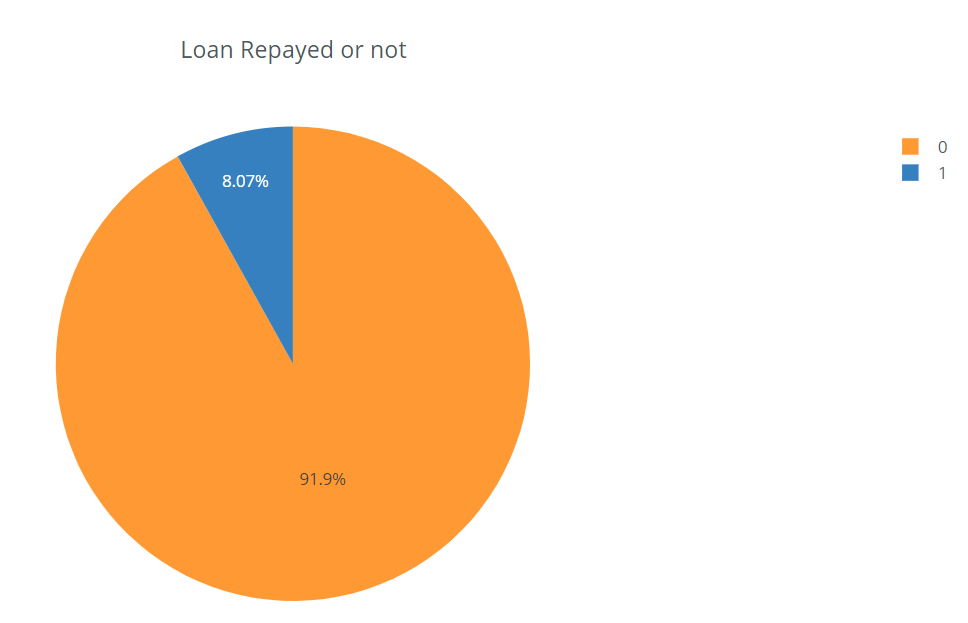 Loan Repayed or not
0
1
8.07%
91.9%